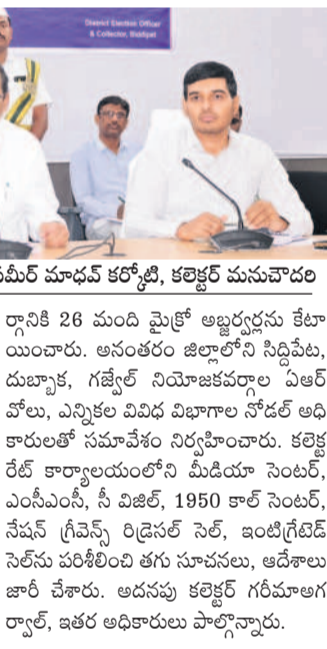 District Election Officer
& Collector, Siddipet
సమీర్ మాధవ్ కుర్కోటి, కలెక్టర్ మనుచౌదరి
ర్గానికి 26 మంది మైక్రో అబ్జర్వర్లను కేటా
యించారు. అనంతరం జిల్లాలోని సిద్దిపేట,
దుబ్బాక, గజ్వేల్ నియోజకవర్గాల ఏఆర్
వోలు, ఎన్నికల వివిధ విభాగాల నోడల్ అధి
కారులతో సమావేశం నిర్వహించారు. కలెక్ట
రేట్ కార్యాలయంలోని మీడియా సెంటర్,
ఎంసీఎంసీ, సీ విజిల్, 1950 కాల్ సెంటర్,
నేషన్ గ్రీవెన్స్ రిడ్రెసల్ సెల్, ఇంటిగ్రేటెడ్
సెల్‌ను పరిశీలించి తగు సూచనలు, ఆదేశాలు
జారీ చేశారు. అదనపు కలెక్టర్ గరీమాఅగ
ర్వాల్, ఇతర అధికారులు పాల్గొన్నారు.